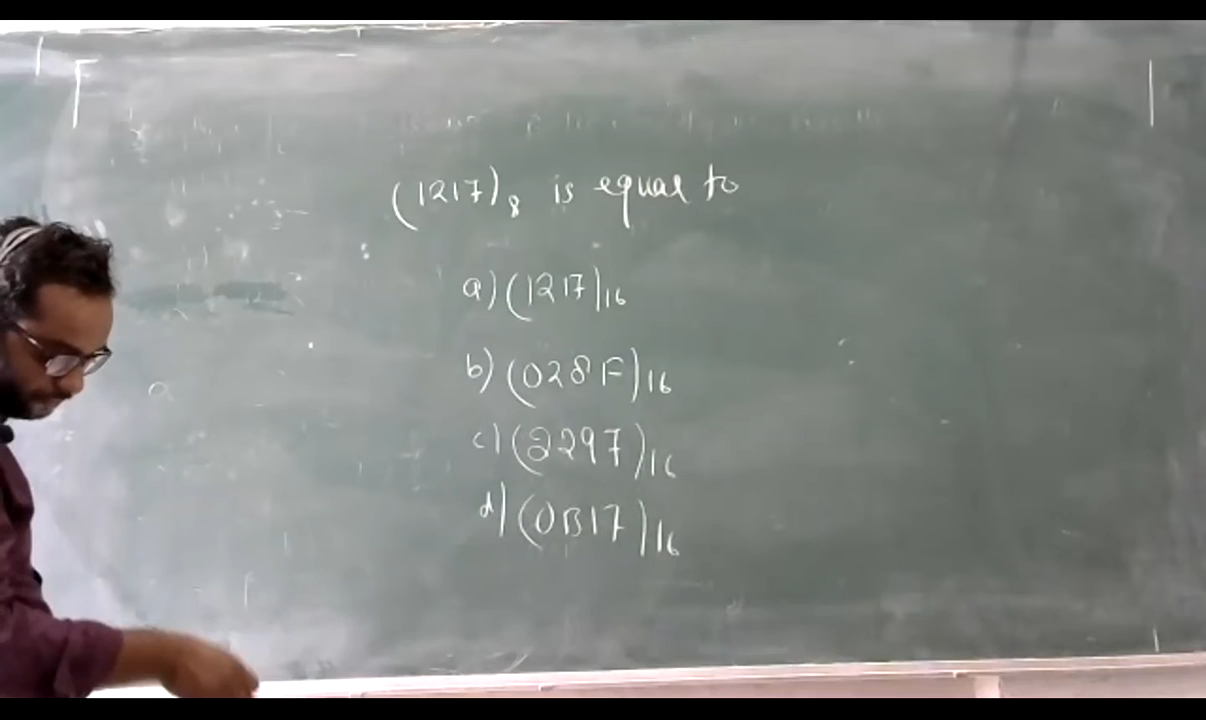 (1217)₈ is equal to
a) (1217)₁₆
b) (028F)₁₆
c) (2297)₁₆
d) (0B17)₁₆